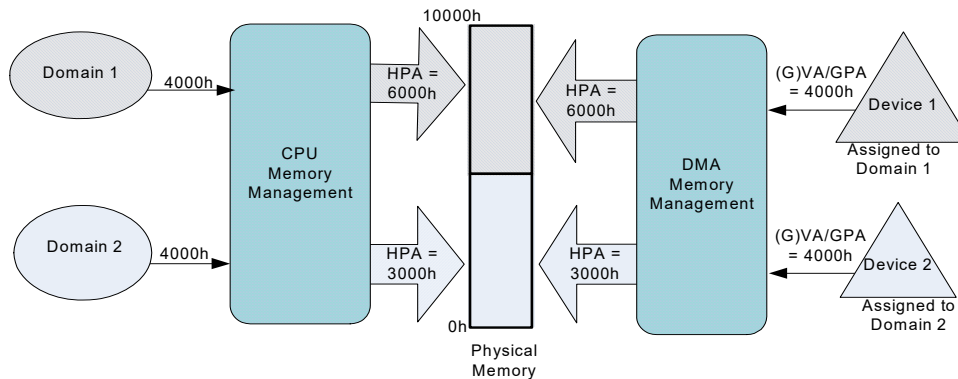 10000h
Domain 1
4000h
HPA =
6000h
HPA =
6000h
(G)VA/GPA
= 4000h
Device 1
Assigned to
Domain 1
CPU
Memory
Management
DMA
Memory
Management
Domain 2
4000h
HPA =
3000h
HPA =
3000h
(G)VA/GPA
= 4000h
Device 2
Assigned to
Domain 2
0h
Physical
Memory